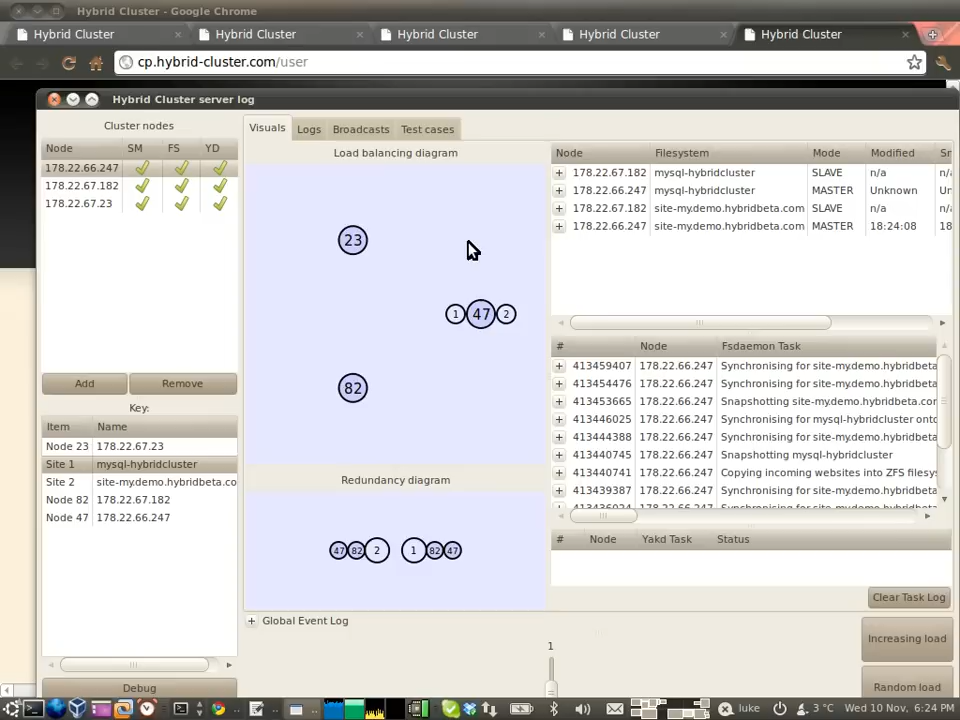 Hybrid Cluster - Google Chrome
Hybrid Cluster
Hybrid Cluster
Hybrid Cluster
Hybrid Cluster
Hybrid Cluster
cp.hybrid-cluster.com/user
Hybrid Cluster server log
Cluster nodes
Node SM FS YD
178.22.66.247
178.22.67.182
178.22.67.23
Add Remove
Key:
Item Name
Node 23 178.22.67.23
Site 1 mysql-hybridcluster
Site 2 site-my.demo.hybridbeta.co
Node 82 178.22.67.182
Node 47 178.22.66.247
Debug
Visuals Logs Broadcasts Test cases
Load balancing diagram
23
1 47 2
82
Redundancy diagram
47 82 2 1 82 47
Node Filesystem Mode Modified Sr
178.22.67.182 mysql-hybridcluster SLAVE n/a n/a
178.22.66.247 mysql-hybridcluster MASTER Unknown Un
178.22.67.182 site-my.demo.hybridbeta.com SLAVE n/a n/a
178.22.66.247 site-my.demo.hybridbeta.com MASTER 18:24:08 18
# Node Fsdaemon Task
413459407 178.22.66.247 Synchronising for site-my.demo.hybridbeta
413454476 178.22.66.247 Synchronising for site-my.demo.hybridbeta
413453665 178.22.66.247 Snapshotting site-my.demo.hybridbeta.cor
413446025 178.22.66.247 Synchronising for mysql-hybridcluster onto
413444388 178.22.66.247 Synchronising for site-my.demo.hybridbeta
413440745 178.22.66.247 Snapshotting mysql-hybridcluster
413440741 178.22.66.247 Copying incoming websites into ZFS filesys
413439387 178.22.66.247 Synchronising for site-my.demo.hybridbeta
# Node Yakd Task Status
Clear Task Log
Global Event Log
1
Increasing load
Random load
luke 3 °C Wed 10 Nov, 6:24 PM